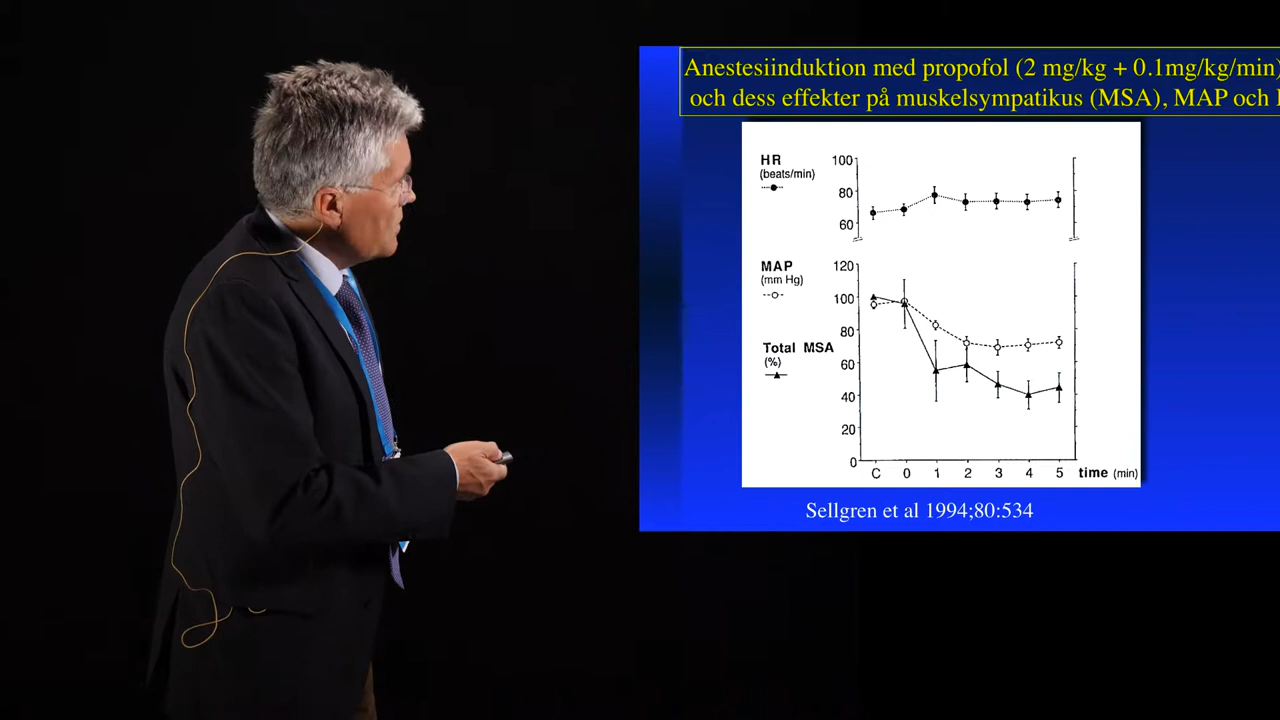 Anestesiinduktion med propofol (2 mg/kg + 0.1mg/kg/min)
och dess effekter på muskelsympatikus (MSA), MAP och
HR
(beats/min)
100
80
60
MAP
(mm Hg)
Total MSA
(%)
120
100
80
60
40
20
0
C 0 1 2 3 4 5 time (min)
Sellgren et al 1994;80:534